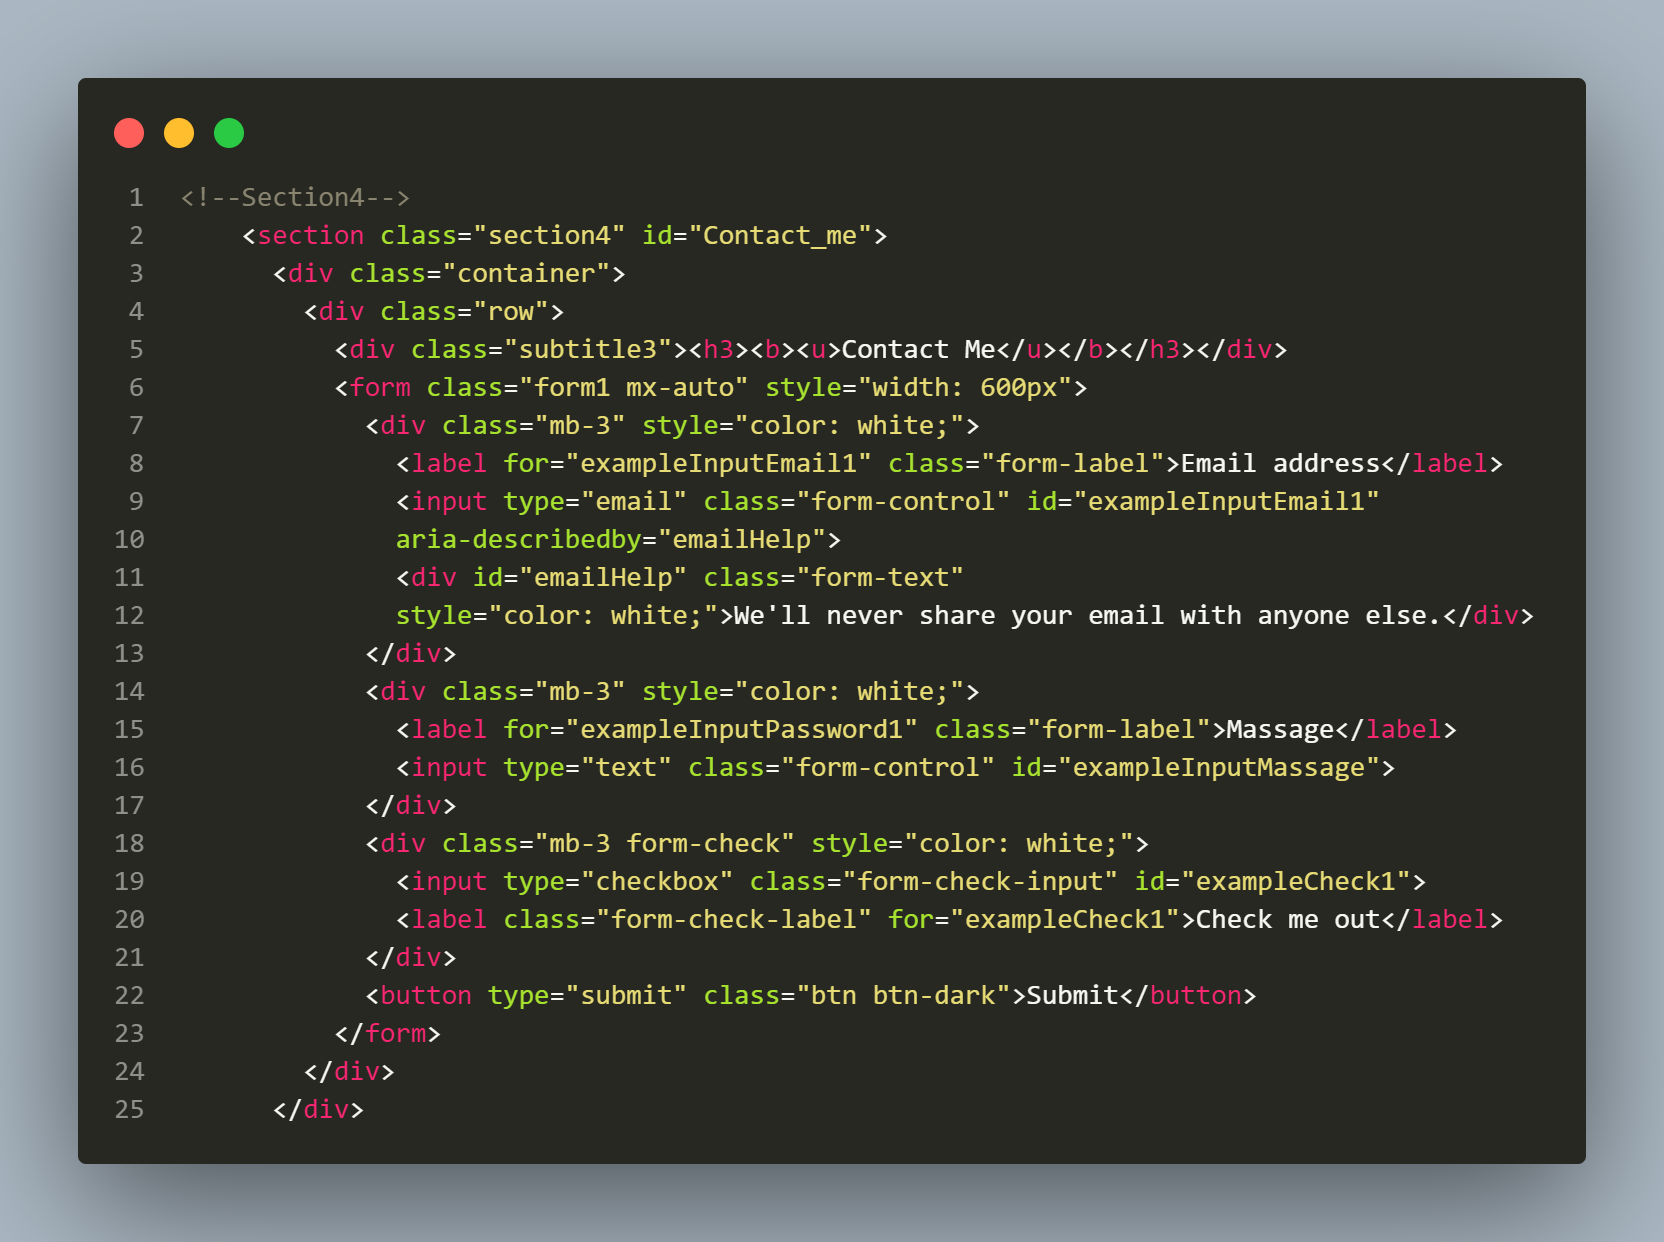 1 <!--Section4-->
2     <section class="section4" id="Contact_me">
3       <div class="container">
4         <div class="row">
5           <div class="subtitle3"><h3><b><u>Contact Me</u></b></h3></div>
6           <form class="form1 mx-auto" style="width: 600px">
7             <div class="mb-3" style="color: white;">
8               <label for="exampleInputEmail1" class="form-label">Email address</label>
9               <input type="email" class="form-control" id="exampleInputEmail1"
10               aria-describedby="emailHelp">
11               <div id="emailHelp" class="form-text"
12               style="color: white;">We'll never share your email with anyone else.</div>
13             </div>
14             <div class="mb-3" style="color: white;">
15               <label for="exampleInputPassword1" class="form-label">Massage</label>
16               <input type="text" class="form-control" id="exampleInputMassage">
17             </div>
18             <div class="mb-3 form-check" style="color: white;">
19               <input type="checkbox" class="form-check-input" id="exampleCheck1">
20               <label class="form-check-label" for="exampleCheck1">Check me out</label>
21             </div>
22             <button type="submit" class="btn btn-dark">Submit</button>
23           </form>
24         </div>
25       </div>